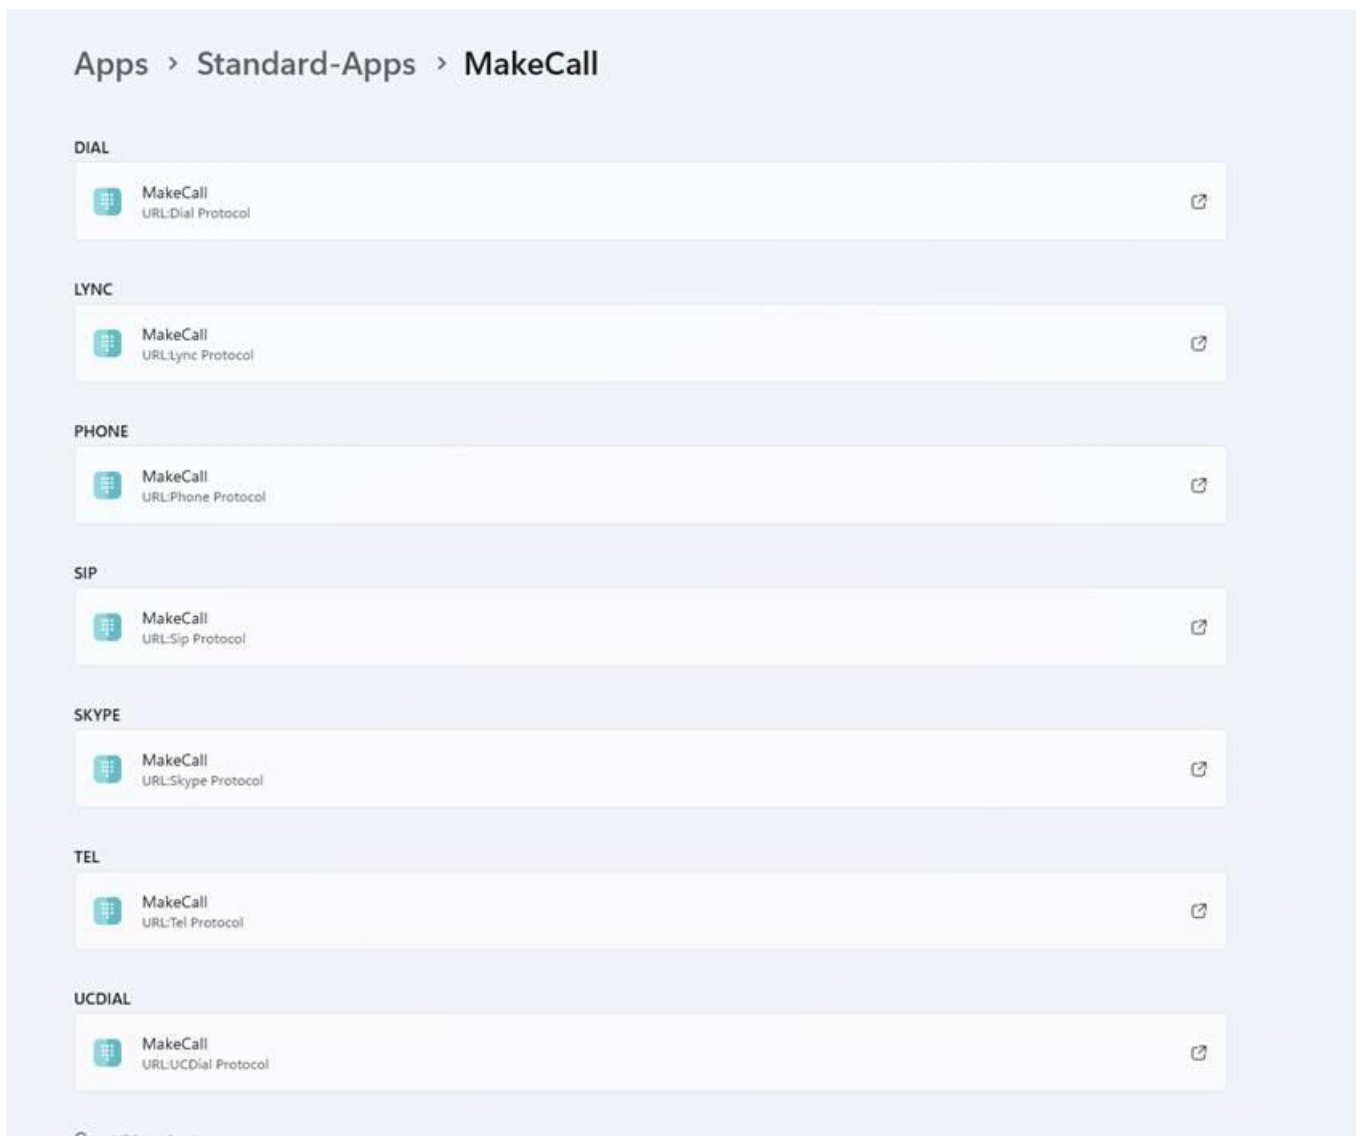 Apps > Standard-Apps > MakeCall
DIAL
MakeCall
URL:Dial Protocol
LYNC
MakeCall
URL:Lync Protocol
PHONE
MakeCall
URL:Phone Protocol
SIP
MakeCall
URL:Sip Protocol
SKYPE
MakeCall
URL:Skype Protocol
TEL
MakeCall
URL:Tel Protocol
UCDIAL
MakeCall
URL:UCDial Protocol